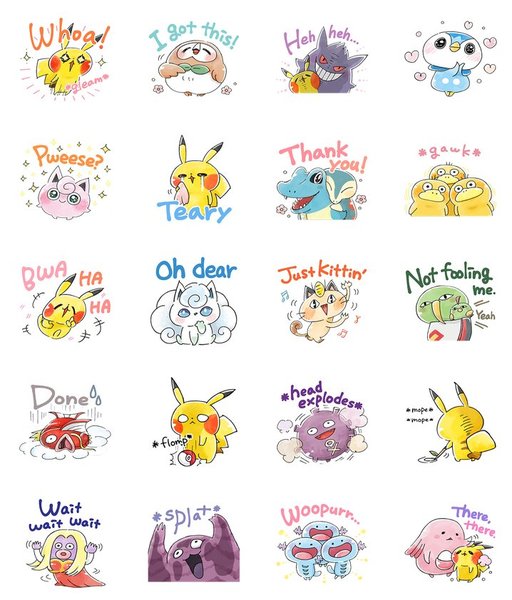 Whoa!
*gleam*
I got this!
Heh heh...
Pweese?
Teary
Thank
you!
*gawk*
BWA HA
HA
Oh dear
Just Kittin'
Not fooling
me.
Yeah
Done
*flomp*
*head
explodes*
*mope*
*mope*
Wait
wait wait
*splat*
Woopurr...
There,
there.